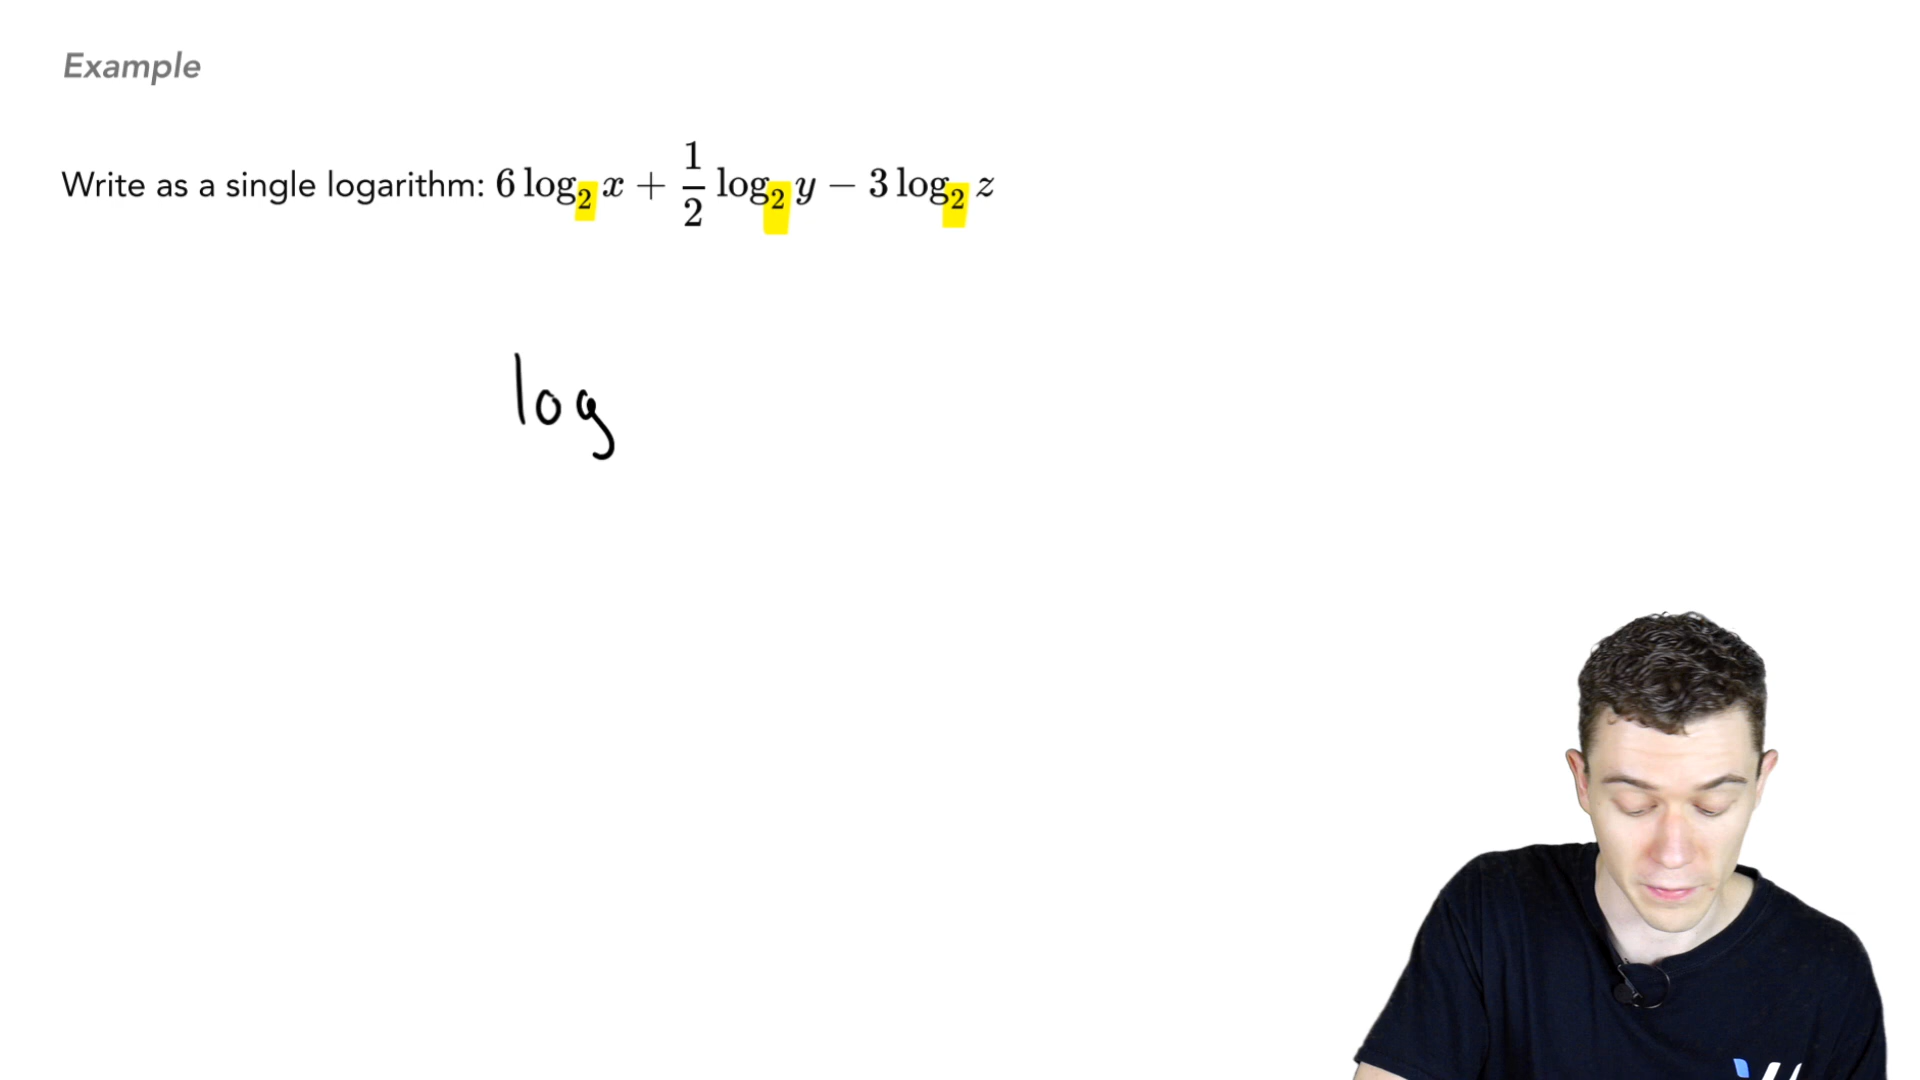 Example
Write as a single logarithm: 6 log₂ x + 1/2 log₂ y − 3 log₂ z
log